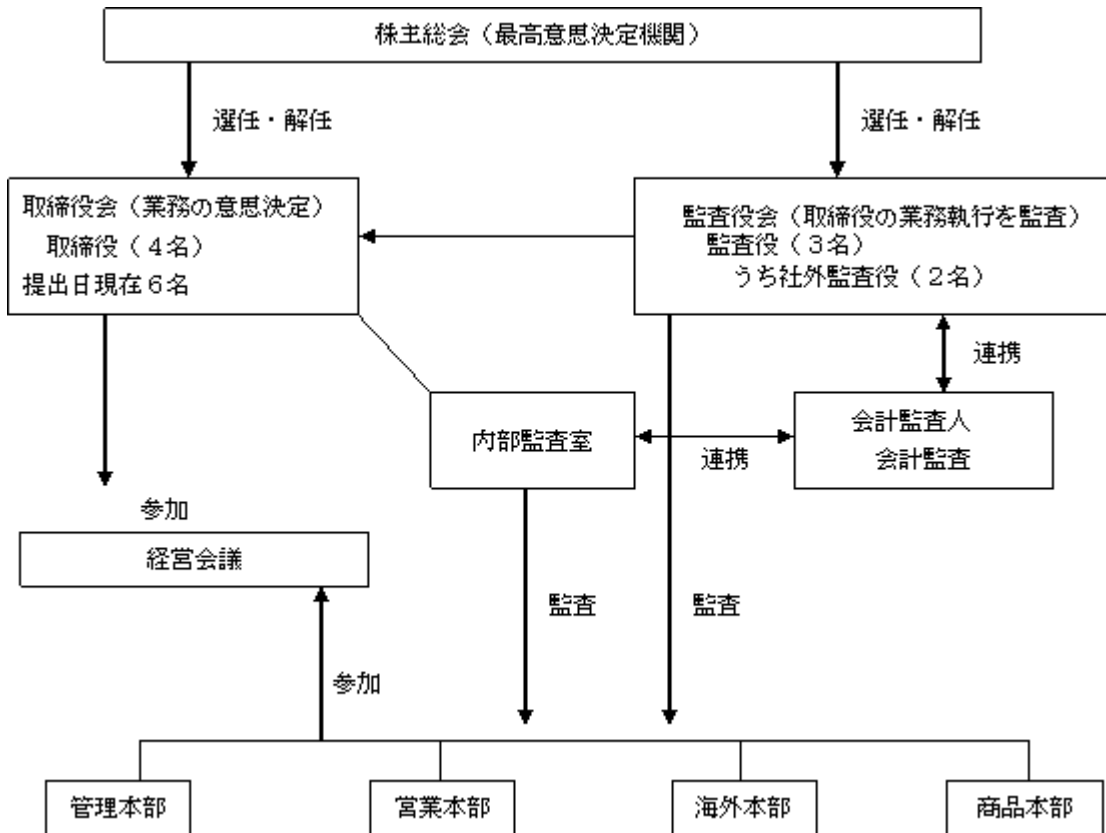 株主総会（最高意思決定機関）
選任・解任
選任・解任
取締役会（業務の意思決定）
取締役（４名）
提出日現在６名
監査役会（取締役の業務執行を監査）
監査役（３名）
うち社外監査役（２名）
連携
内部監査室
連携
会計監査人
会計監査
参加
経営会議
監査
監査
参加
管理本部
営業本部
海外本部
商品本部